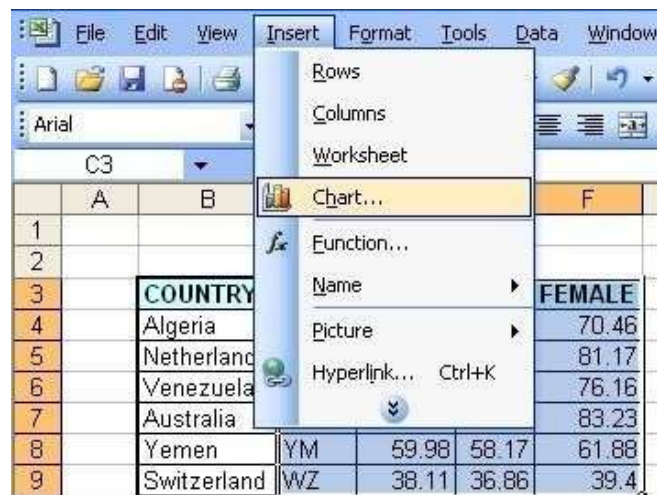 File Edit View Insert Format Tools Data Window
Rows
Arial
Columns
Worksheet
C3
Chart...
A B F
1
Function...
2
Name
3 COUNTRY FEMALE
4 Algeria 70.46
Picture
5 Netherland 81.17
Hyperlink... Ctrl+K
6 Venezuela 76.16
7 Australia 83.23
8 Yemen YM 59.98 58.17 61.88
9 Switzerland WZ 38.11 36.86 39.4